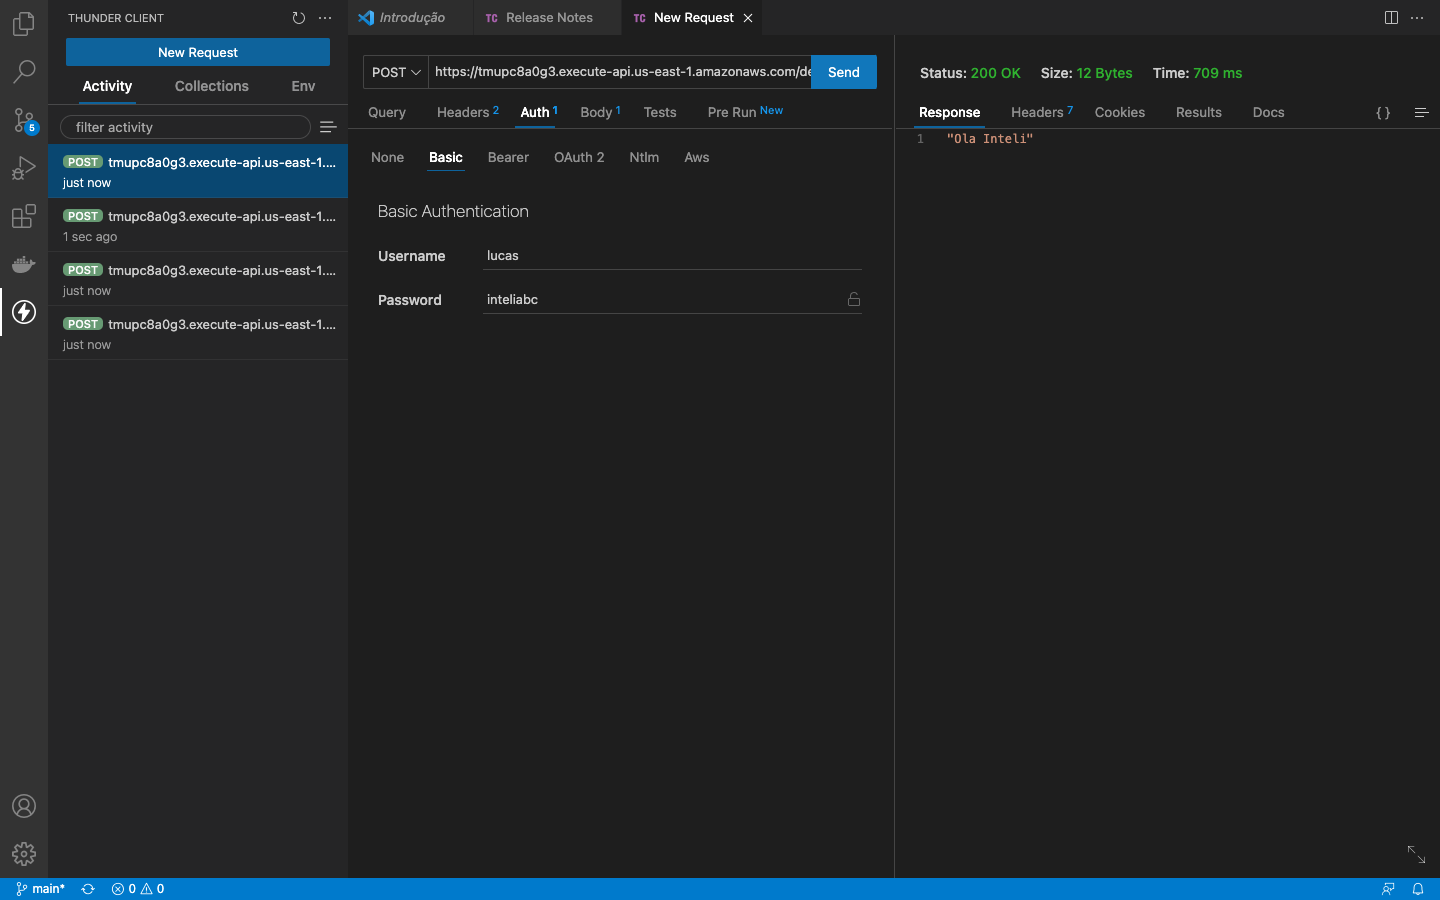 THUNDER CLIENT
New Request
Activity Collections Env
filter activity
POST tmupc8a0g3.execute-api.us-east-1....
just now
POST tmupc8a0g3.execute-api.us-east-1....
1 sec ago
POST tmupc8a0g3.execute-api.us-east-1....
just now
POST tmupc8a0g3.execute-api.us-east-1....
just now
5
Introdução TC Release Notes TC New Request
POST https://tmupc8a0g3.execute-api.us-east-1.amazonaws.com/de Send
Query Headers 2 Auth 1 Body 1 Tests Pre Run New
None Basic Bearer OAuth 2 Ntlm Aws
Basic Authentication
Username lucas
Password inteliabc
Status: 200 OK Size: 12 Bytes Time: 709 ms
Response Headers 7 Cookies Results Docs { }
1 "Ola Inteli"
main* 0 0